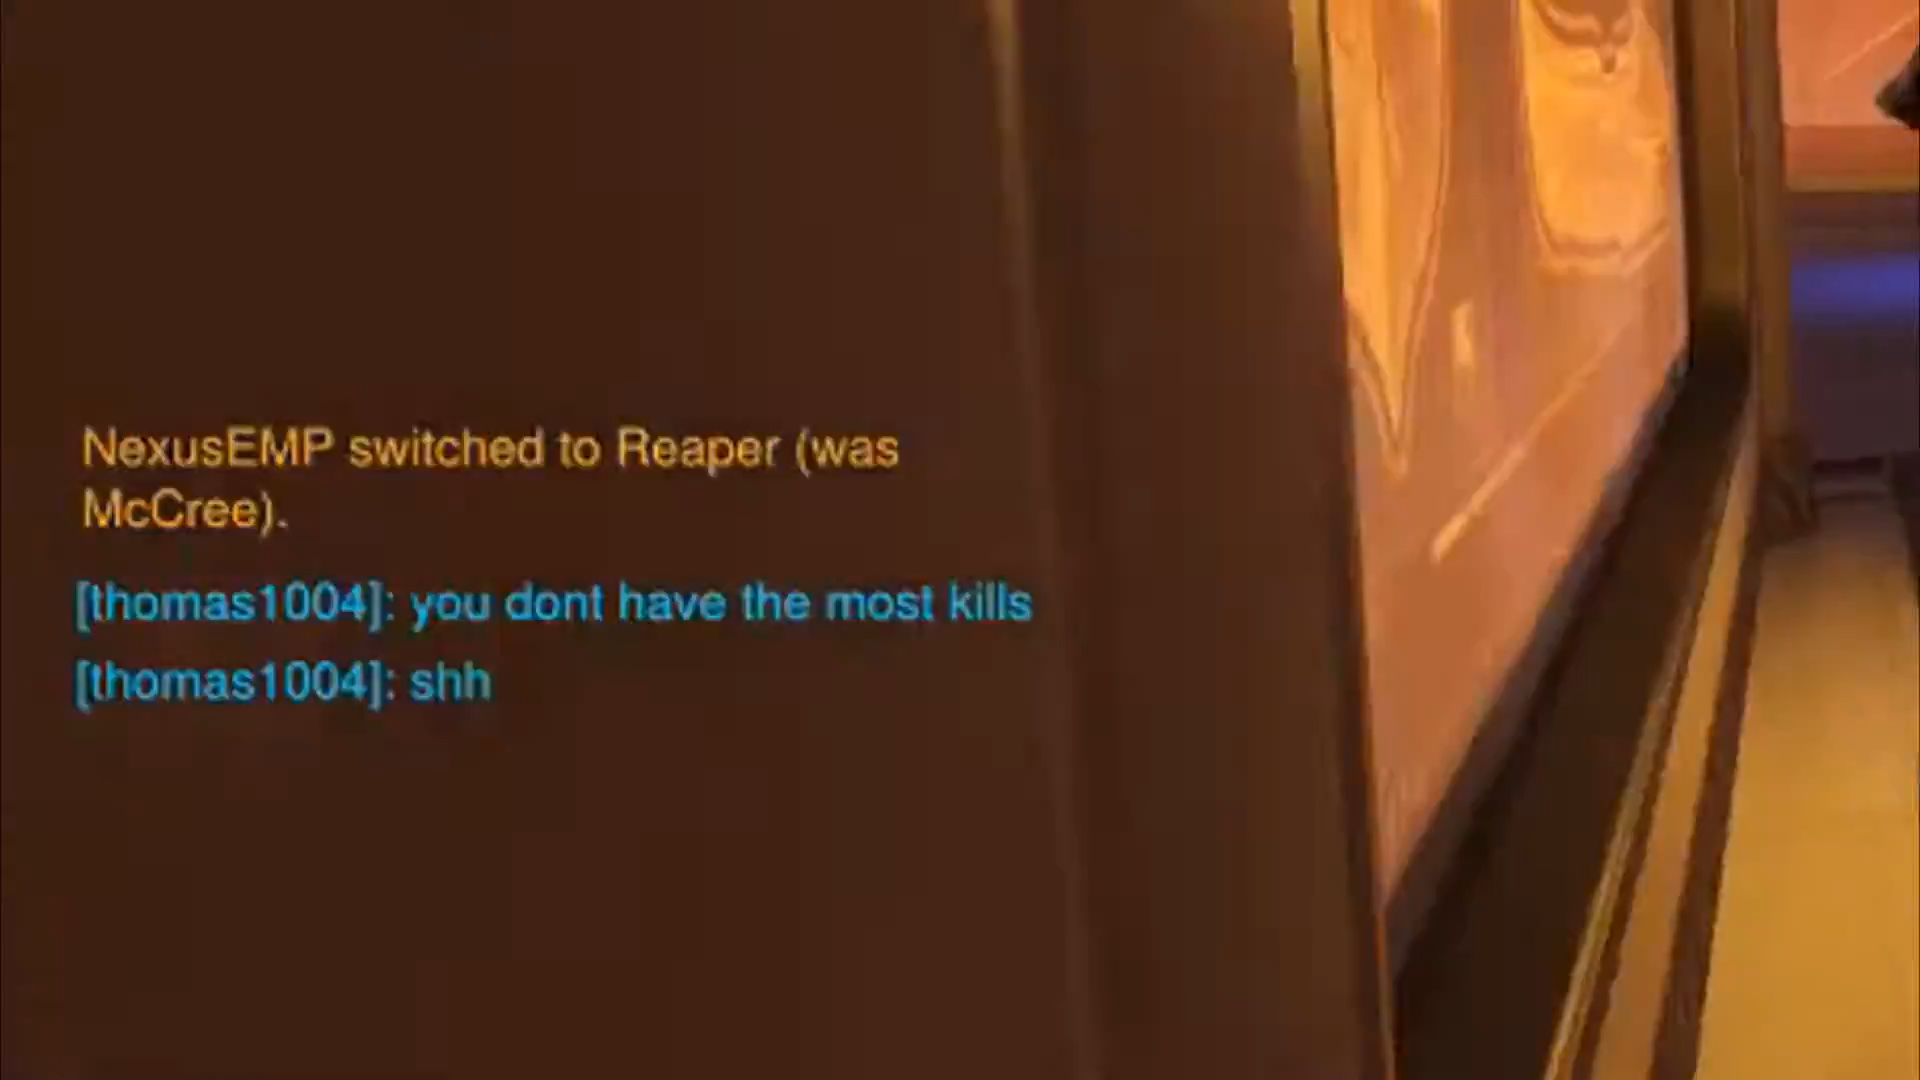 NexusEMP switched to Reaper (was
McCree).
[thomas1004]: you dont have the most kills
[thomas1004]: shh